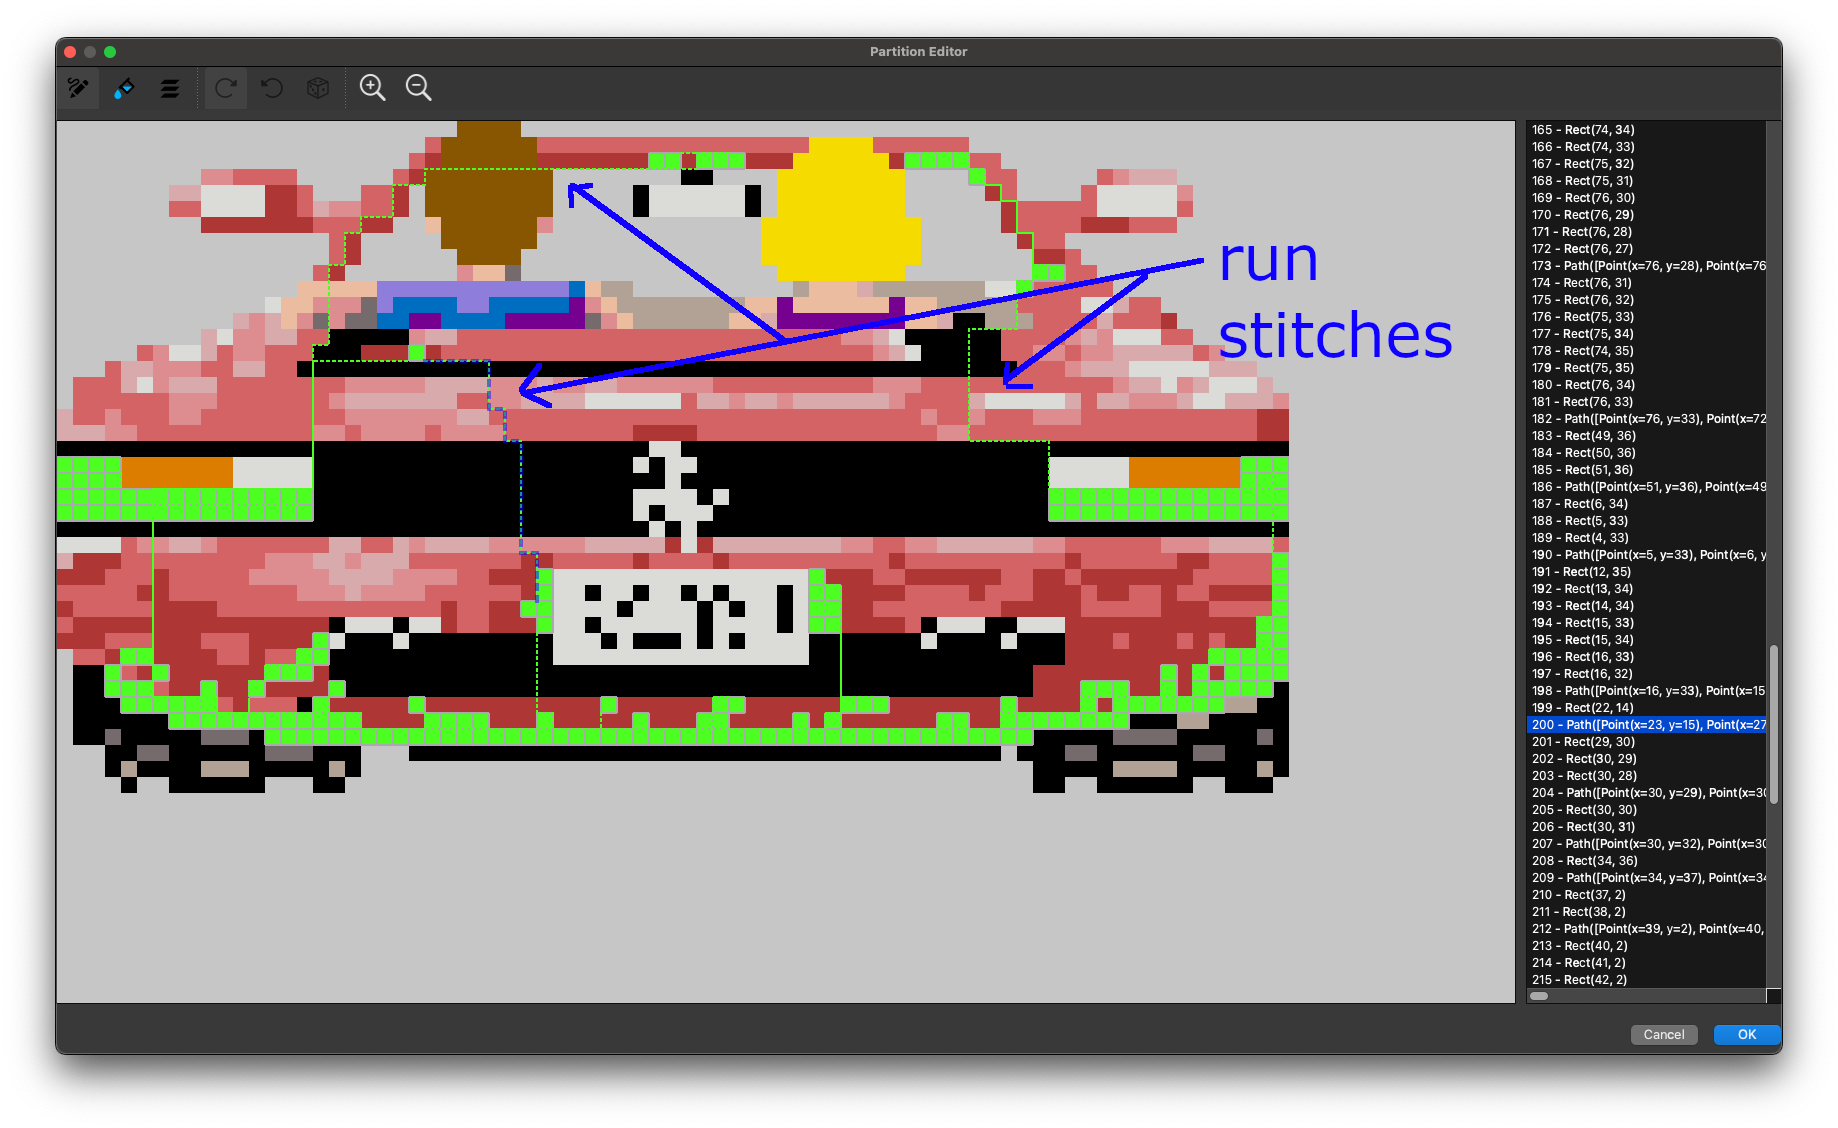 Partition Editor
165 - Rect(74, 34)
166 - Rect(74, 33)
167 - Rect(75, 32)
168 - Rect(75, 31)
169 - Rect(76, 30)
170 - Rect(76, 29)
171 - Rect(76, 28)
172 - Rect(76, 27)
173 - Path([Point(x=76, y=28), Point(x=76
174 - Rect(76, 31)
175 - Rect(76, 32)
176 - Rect(75, 33)
177 - Rect(75, 34)
178 - Rect(74, 35)
179 - Rect(75, 35)
180 - Rect(76, 34)
181 - Rect(76, 33)
182 - Path([Point(x=76, y=33), Point(x=72
183 - Rect(49, 36)
184 - Rect(50, 36)
185 - Rect(51, 36)
186 - Path([Point(x=51, y=36), Point(x=49
187 - Rect(6, 34)
188 - Rect(5, 33)
189 - Rect(4, 33)
190 - Path([Point(x=5, y=33), Point(x=6, y
191 - Rect(12, 35)
192 - Rect(13, 34)
193 - Rect(14, 34)
194 - Rect(15, 33)
195 - Rect(15, 34)
196 - Rect(16, 33)
197 - Rect(16, 32)
198 - Path([Point(x=16, y=33), Point(x=15
199 - Rect(22, 14)
200 - Path([Point(x=23, y=15), Point(x=27
201 - Rect(29, 30)
202 - Rect(30, 29)
203 - Rect(30, 28)
204 - Path([Point(x=30, y=29), Point(x=30
205 - Rect(30, 30)
206 - Rect(30, 31)
207 - Path([Point(x=30, y=32), Point(x=30
208 - Rect(34, 36)
209 - Path([Point(x=34, y=37), Point(x=34
210 - Rect(37, 2)
211 - Rect(38, 2)
212 - Path([Point(x=39, y=2), Point(x=40,
213 - Rect(40, 2)
214 - Rect(41, 2)
215 - Rect(42, 2)
run
stitches
Cancel
OK